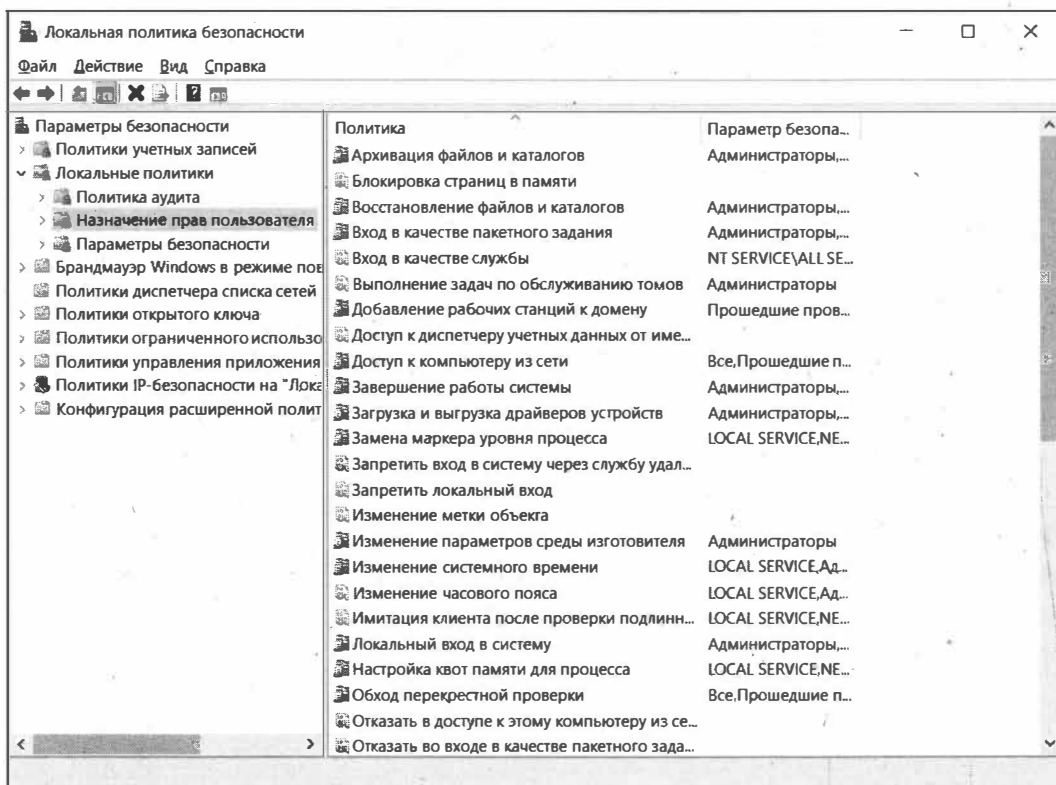 Локальная политика безопасности
Файл Действие Вид Справка
Параметры безопасности
Политики учетных записей
Локальные политики
Политика аудита
Назначение прав пользователя
Параметры безопасности
Брандмауэр Windows в режиме пов
Политики диспетчера списка сетей
Политики открытого ключа
Политики ограниченного использо
Политики управления приложения
Политики IP-безопасности на "Лока
Конфигурация расширенной полит
Политика Параметр безопа...
Архивация файлов и каталогов Администраторы,...
Блокировка страниц в памяти
Восстановление файлов и каталогов Администраторы,...
Вход в качестве пакетного задания Администраторы,...
Вход в качестве службы NT SERVICE\ALL SE...
Выполнение задач по обслуживанию томов Администраторы
Добавление рабочих станций к домену Прошедшие пров...
Доступ к диспетчеру учетных данных от име...
Доступ к компьютеру из сети Все,Прошедшие п...
Завершение работы системы Администраторы,...
Загрузка и выгрузка драйверов устройств Администраторы,...
Замена маркера уровня процесса LOCAL SERVICE,NE...
Запретить вход в систему через службу удал...
Запретить локальный вход
Изменение метки объекта
Изменение параметров среды изготовителя Администраторы
Изменение системного времени LOCAL SERVICE,Ад...
Изменение часового пояса LOCAL SERVICE,Ад...
Имитация клиента после проверки подлинн... LOCAL SERVICE,NE...
Локальный вход в систему Администраторы,...
Настройка квот памяти для процесса LOCAL SERVICE,NE...
Обход перекрестной проверки Все,Прошедшие п...
Отказать в доступе к этому компьютеру из се...
Отказать во входе в качестве пакетного зада...